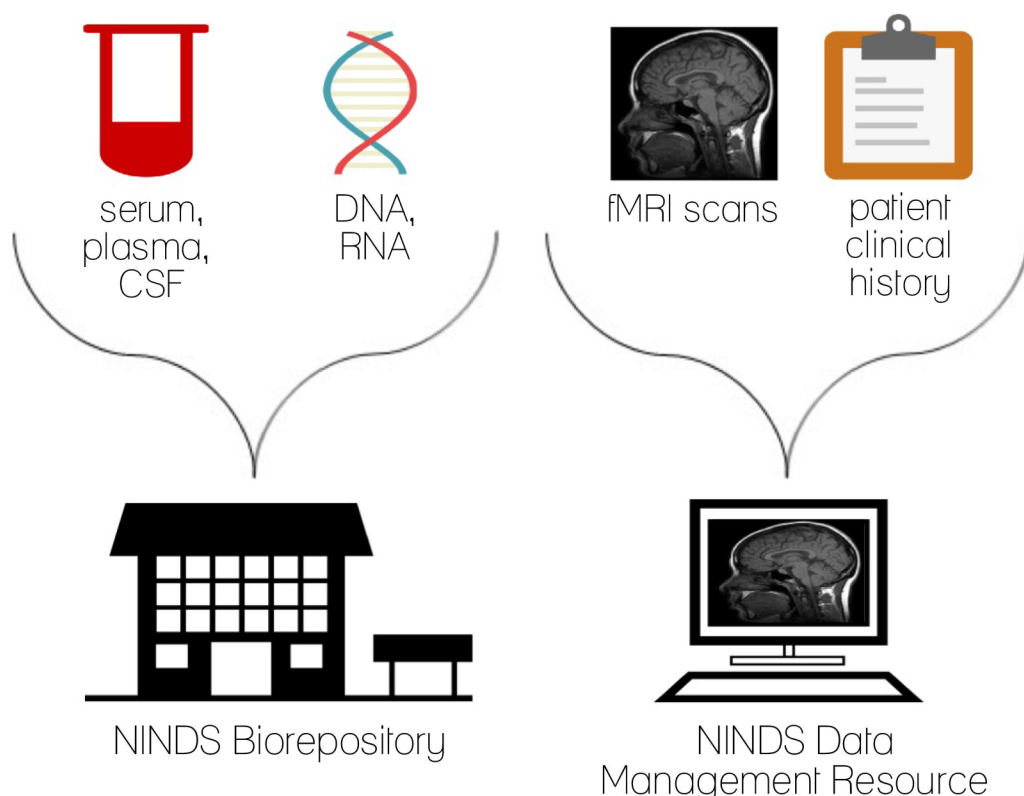 serum,
plasma,
CSF
DNA,
RNA
fMRI scans
patient
clinical
history
NINDS Biorepository
NINDS Data
Management Resource